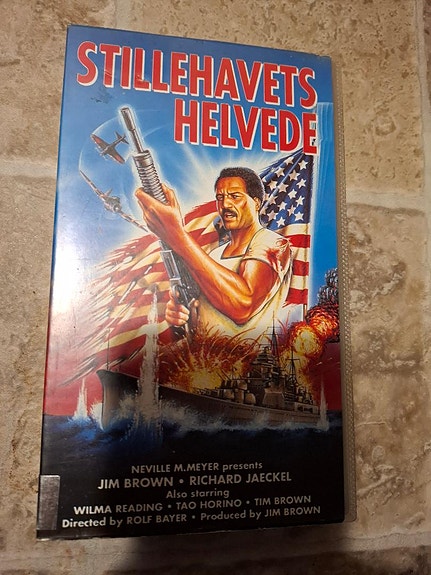 STILLEHAVETS
HELVEDE
NEVILLE M.MEYER presents
JIM BROWN • RICHARD JAECKEL
Also starring
WILMA READING • TAO HORINO • TIM BROWN
Directed by ROLF BAYER • Produced by JIM BROWN